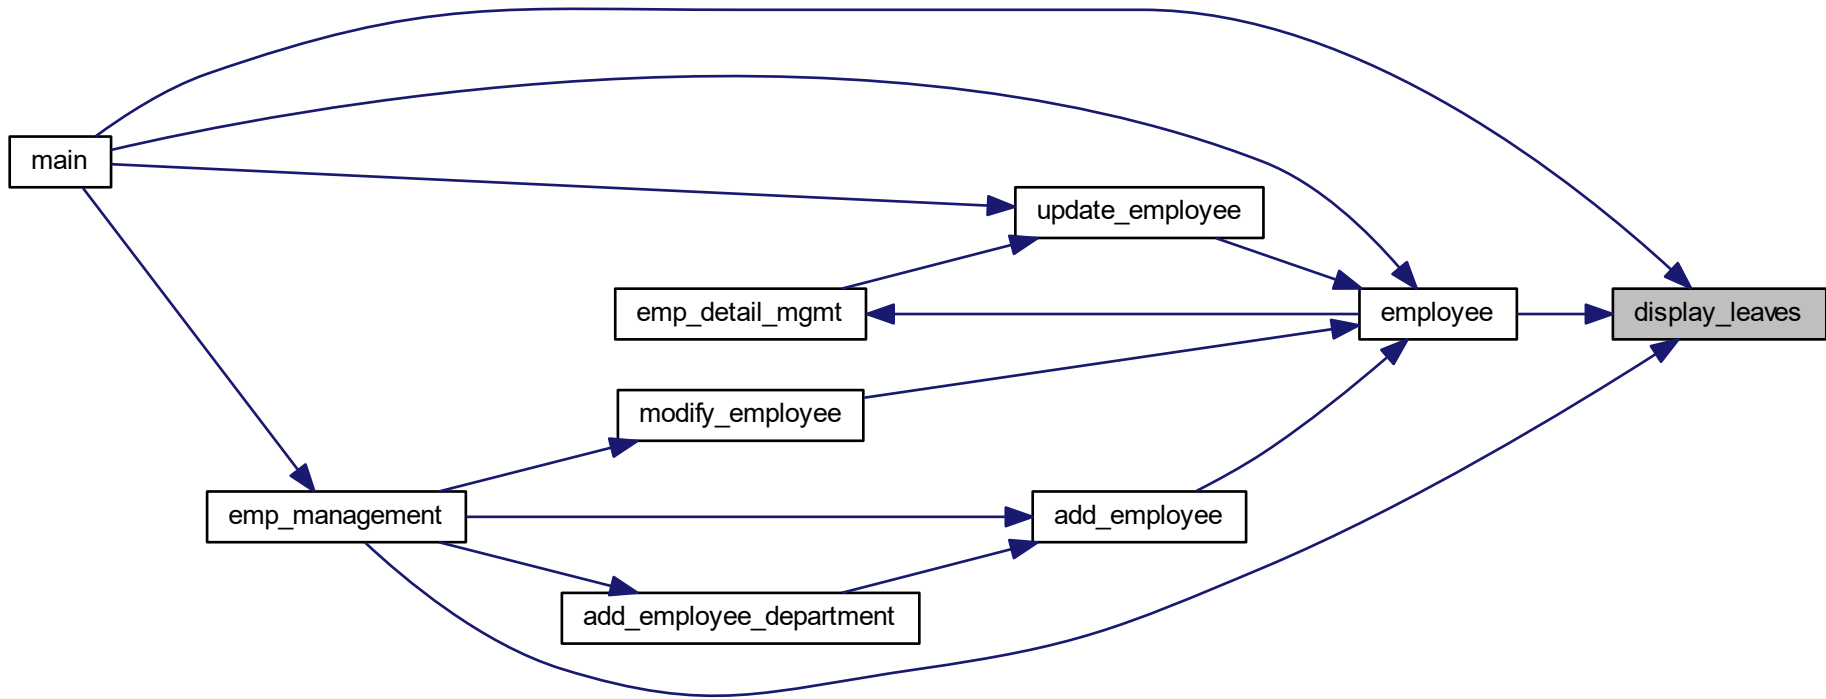 main
update_employee
emp_detail_mgmt
employee
display_leaves
modify_employee
emp_management
add_employee
add_employee_department